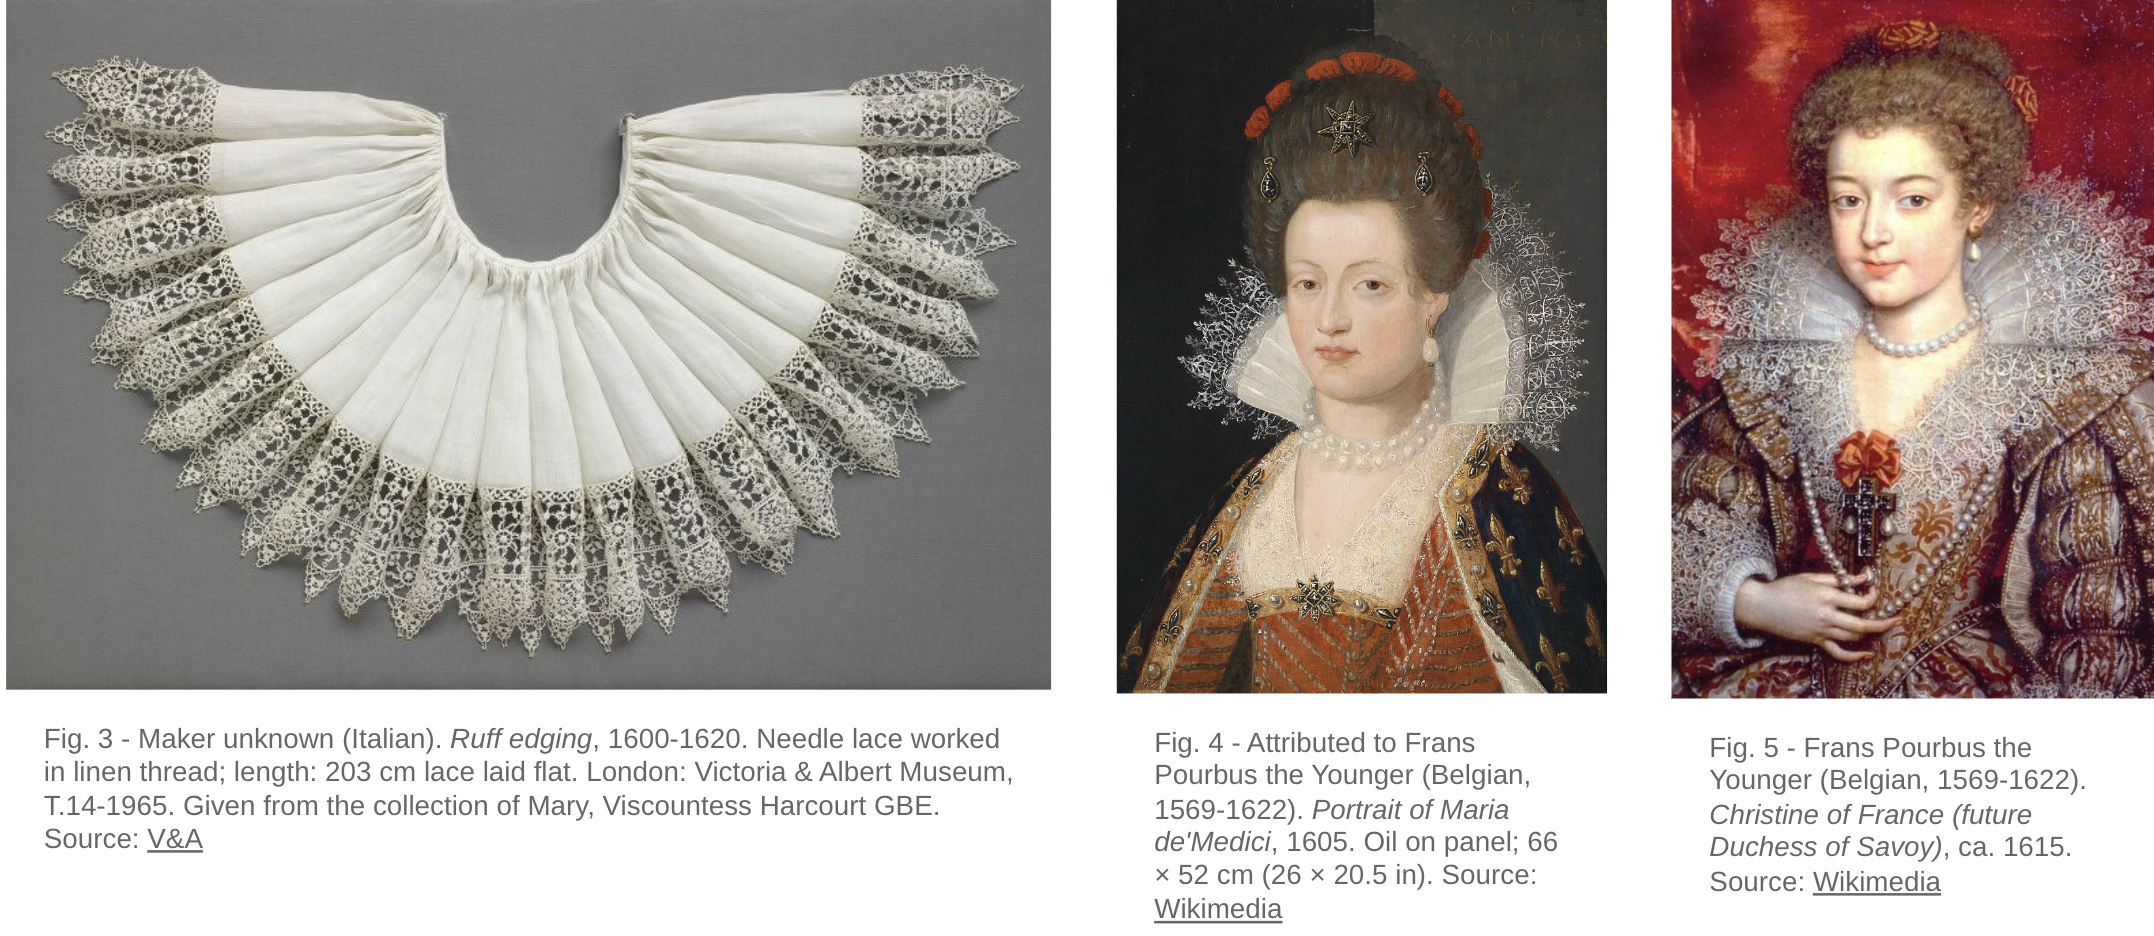 ·AN·
Fig. 3 - Maker unknown (Italian). Ruff edging, 1600-1620. Needle lace worked
in linen thread; length: 203 cm lace laid flat. London: Victoria & Albert Museum,
T.14-1965. Given from the collection of Mary, Viscountess Harcourt GBE.
Source: V&A
Fig. 4 - Attributed to Frans
Pourbus the Younger (Belgian,
1569-1622). Portrait of Maria
de'Medici, 1605. Oil on panel; 66
× 52 cm (26 × 20.5 in). Source:
Wikimedia
Fig. 5 - Frans Pourbus the
Younger (Belgian, 1569-1622).
Christine of France (future
Duchess of Savoy), ca. 1615.
Source: Wikimedia